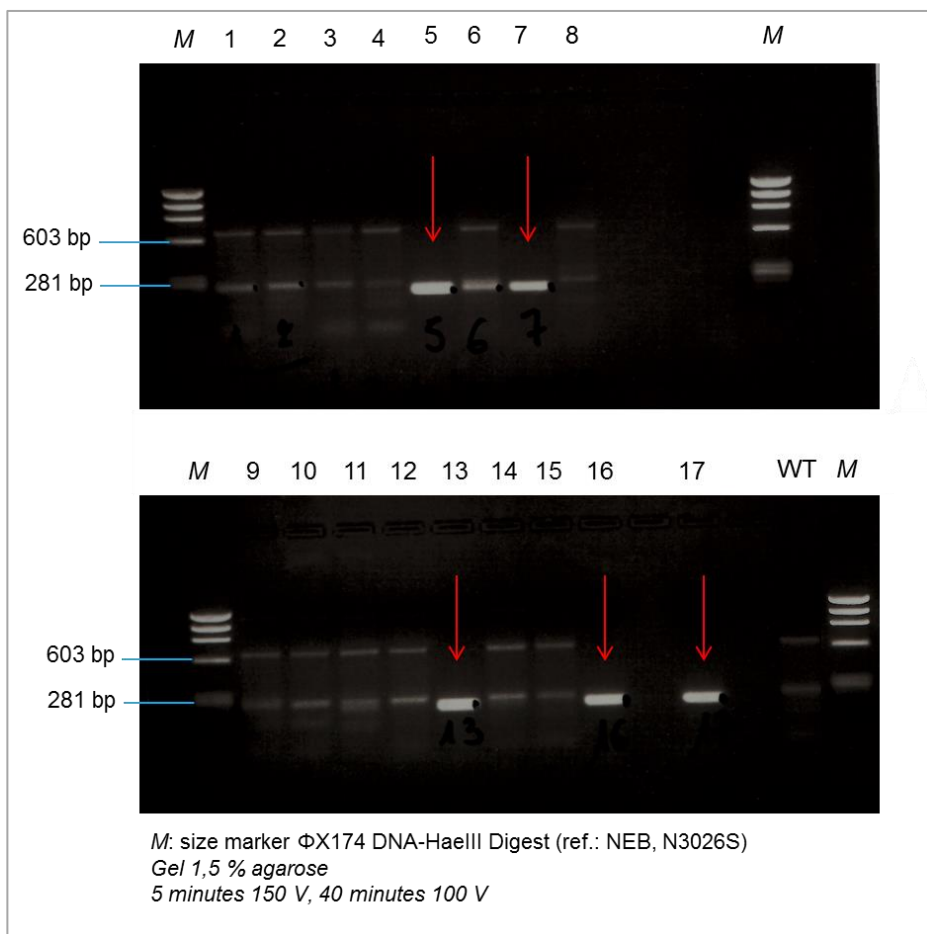 M 1 2 3 4 5 6 7 8 M
603 bp
281 bp
5 6 7
M 9 10 11 12 13 14 15 16 17 WT M
603 bp
281 bp
13 16
M: size marker ΦX174 DNA-HaeIII Digest (ref.: NEB, N3026S)
Gel 1,5 % agarose
5 minutes 150 V, 40 minutes 100 V